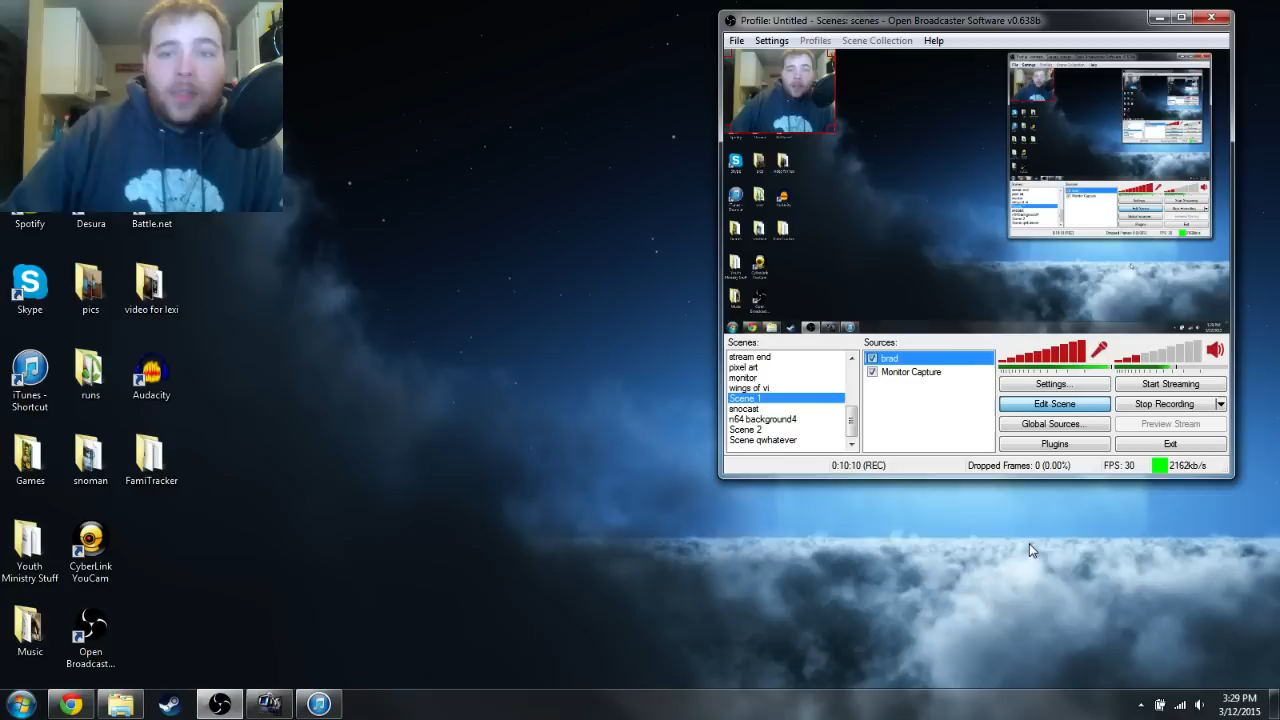 Profile: Untitled - Scenes: scenes - Open Broadcaster Software v0.638b
File Settings Profiles Scene Collection Help
Spotify
Desura
Battle.net
Skype
pics
video for lexi
iTunes -
Shortcut
runs
Audacity
snoman
FamiTracker
Youth
Ministry Stuff
CyberLink
YouCam
Music
Open
Broadcast...
Scenes:
stream end
pixel art
monitor
wings of vi
Scene 1
snocast
n64 background4
Scene 2
Scene qwhatever
Sources:
brad
Monitor Capture
Settings...
Start Streaming
Edit Scene
Stop Recording
Global Sources...
Preview Stream
Plugins
Exit
0:10:10 (REC)
Dropped Frames: 0 (0.00%)
FPS: 30
2162kb/s
3:29 PM
3/12/2015